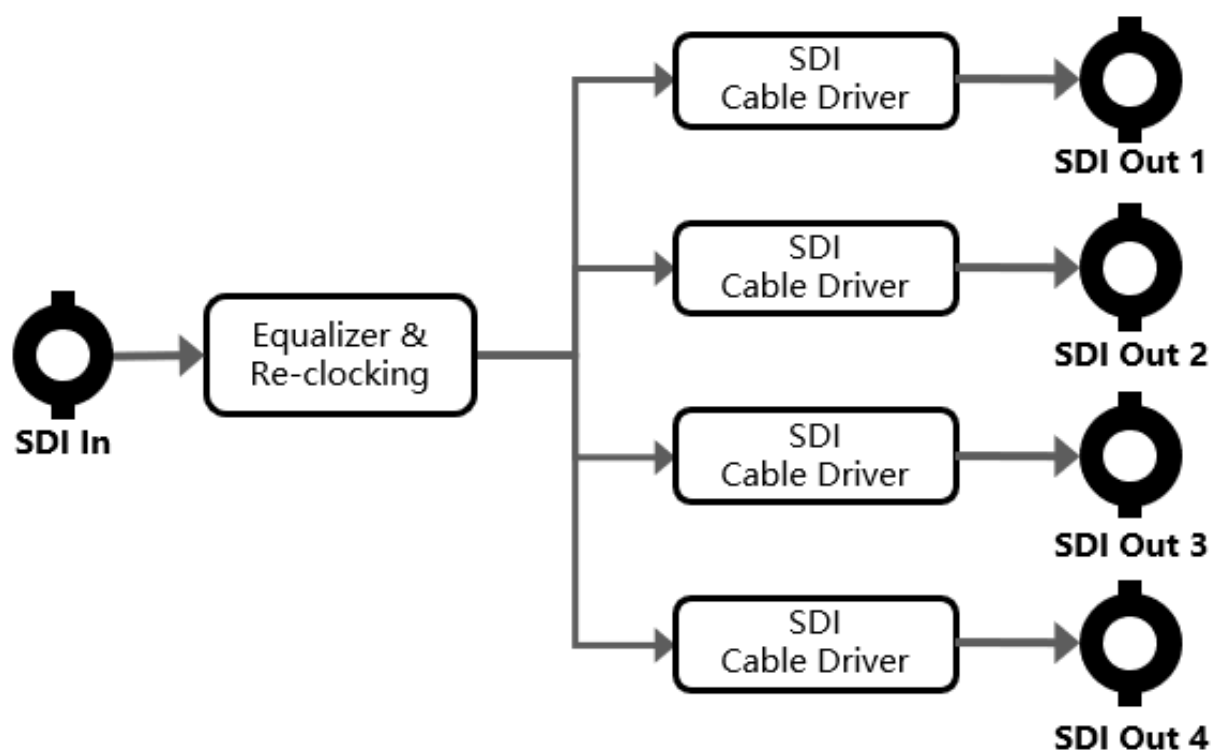 SDI
Cable Driver
SDI Out 1
SDI
Cable Driver
SDI Out 2
Equalizer &
Re-clocking
SDI In
SDI
Cable Driver
SDI Out 3
SDI
Cable Driver
SDI Out 4